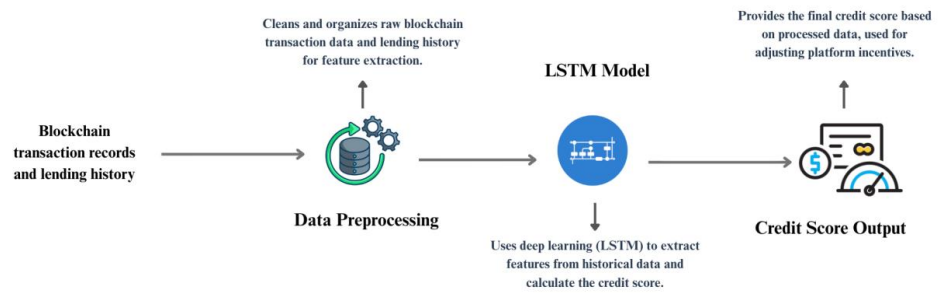 Blockchain
transaction records
and lending history
Cleans and organizes raw blockchain
transaction data and lending history
for feature extraction.
Data Preprocessing
LSTM Model
Uses deep learning (LSTM) to extract
features from historical data and
calculate the credit score.
Provides the final credit score based
on processed data, used for
adjusting platform incentives.
$
Credit Score Output